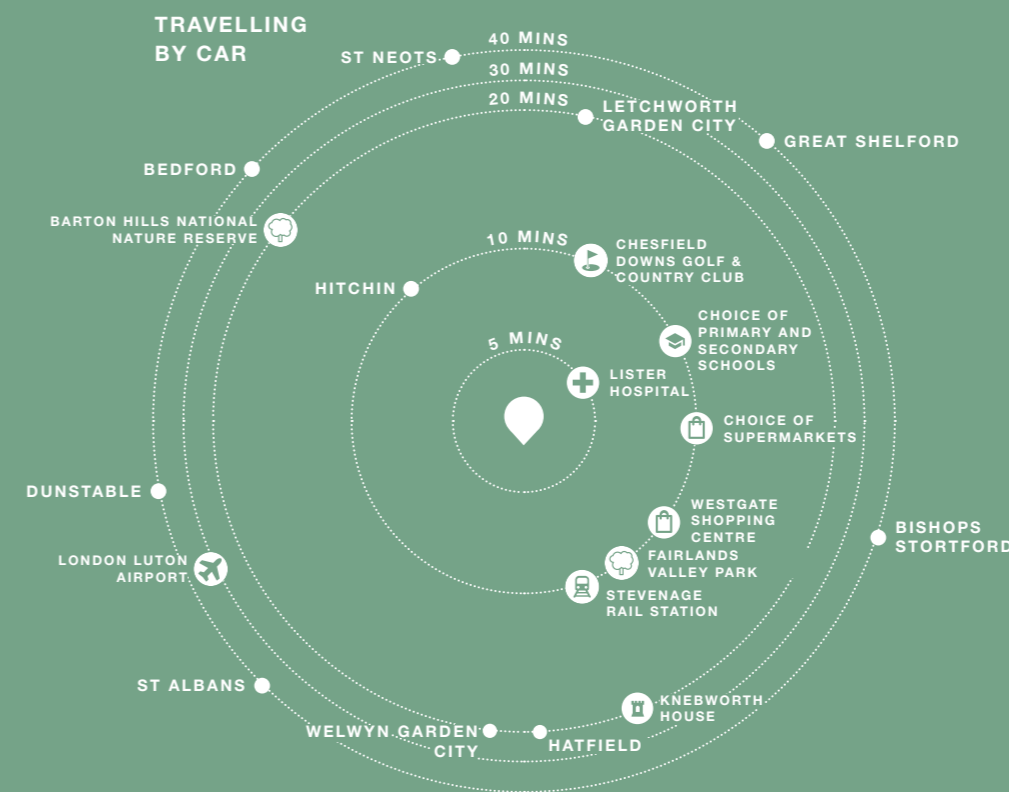 TRAVELLING
BY CAR
40 MINS
ST NEOTS
30 MINS
20 MINS
LETCHWORTH
GARDEN CITY
GREAT SHELFORD
BEDFORD
BARTON HILLS NATIONAL
NATURE RESERVE
10 MINS
CHESFIELD
DOWNS GOLF &
COUNTRY CLUB
HITCHIN
CHOICE OF
PRIMARY AND
SECONDARY
SCHOOLS
5 MINS
LISTER
HOSPITAL
CHOICE OF
SUPERMARKETS
DUNSTABLE
WESTGATE
SHOPPING
CENTRE
BISHOPS
STORTFORD
LONDON LUTON
AIRPORT
FAIRLANDS
VALLEY PARK
STEVENAGE
RAIL STATION
ST ALBANS
KNEBWORTH
HOUSE
WELWYN GARDEN
CITY
HATFIELD